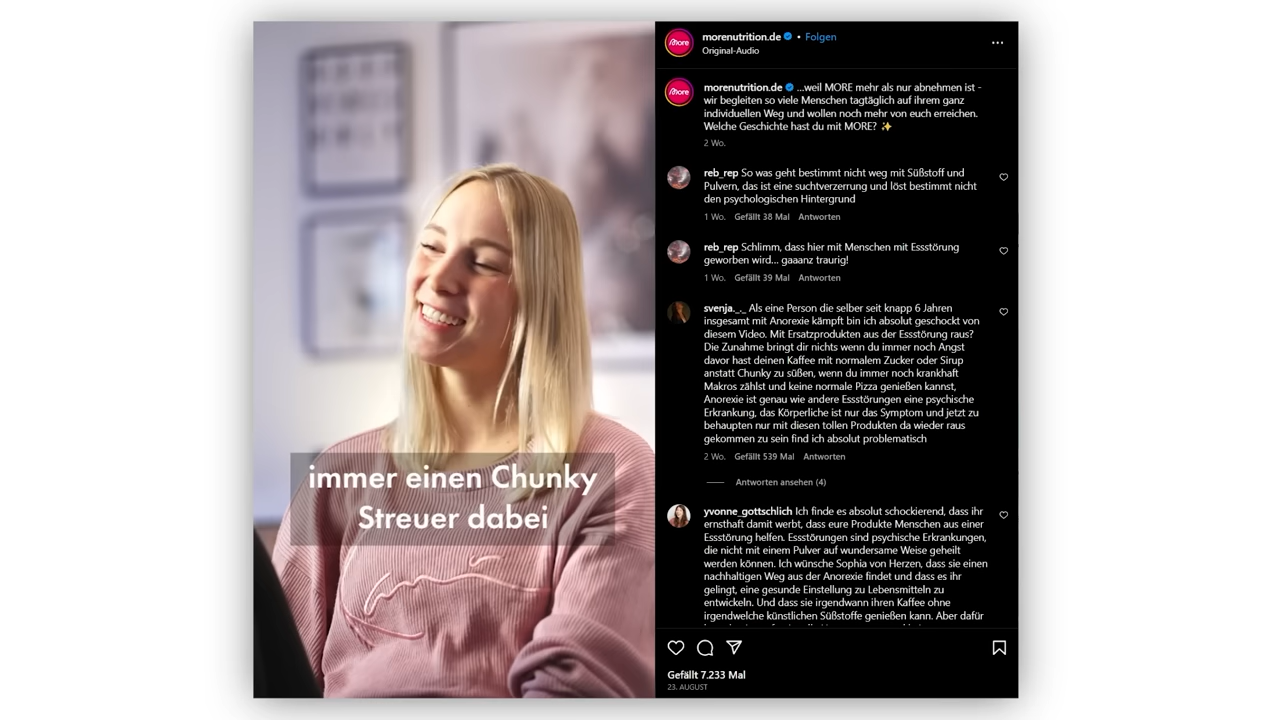 immer einen Chunky
Streuer dabei
More
morenutrition.de • Folgen
Original-Audio
More
morenutrition.de ...weil MORE mehr als nur abnehmen ist -
wir begleiten so viele Menschen tagtäglich auf ihrem ganz
individuellen Weg und wollen noch mehr von euch erreichen.
Welche Geschichte hast du mit MORE? ✨
2 Wo.
reb_rep So was geht bestimmt nicht weg mit Süßstoff und
Pulvern, das ist eine suchtverzerrung und löst bestimmt nicht
den psychologischen Hintergrund
1 Wo. Gefällt 38 Mal Antworten
reb_rep Schlimm, dass hier mit Menschen mit Essstörung
geworben wird... gaaanz traurig!
1 Wo. Gefällt 39 Mal Antworten
svenja._._ Als eine Person die selber seit knapp 6 Jahren
insgesamt mit Anorexie kämpft bin ich absolut geschockt von
diesem Video. Mit Ersatzprodukten aus der Essstörung raus?
Die Zunahme bringt dir nichts wenn du immer noch Angst
davor hast deinen Kaffee mit normalem Zucker oder Sirup
anstatt Chunky zu süßen, wenn du immer noch krankhaft
Makros zählst und keine normale Pizza genießen kannst,
Anorexie ist genau wie andere Essstörungen eine psychische
Erkrankung, das Körperliche ist nur das Symptom und jetzt zu
behaupten nur mit diesen tollen Produkten da wieder raus
gekommen zu sein find ich absolut problematisch
2 Wo. Gefällt 539 Mal Antworten
Antworten ansehen (4)
yvonne_gottschlich Ich finde es absolut schockierend, dass ihr
ernsthaft damit werbt, dass eure Produkte Menschen aus einer
Essstörung helfen. Essstörungen sind psychische Erkrankungen,
die nicht mit einem Pulver auf wundersame Weise geheilt
werden können. Ich wünsche Sophia von Herzen, dass sie einen
nachhaltigen Weg aus der Anorexie findet und dass es ihr
gelingt, eine gesunde Einstellung zu Lebensmitteln zu
entwickeln. Und dass sie irgendwann ihren Kaffee ohne
irgendwelche künstlichen Süßstoffe genießen kann. Aber dafür
Gefällt 7.233 Mal
23. AUGUST